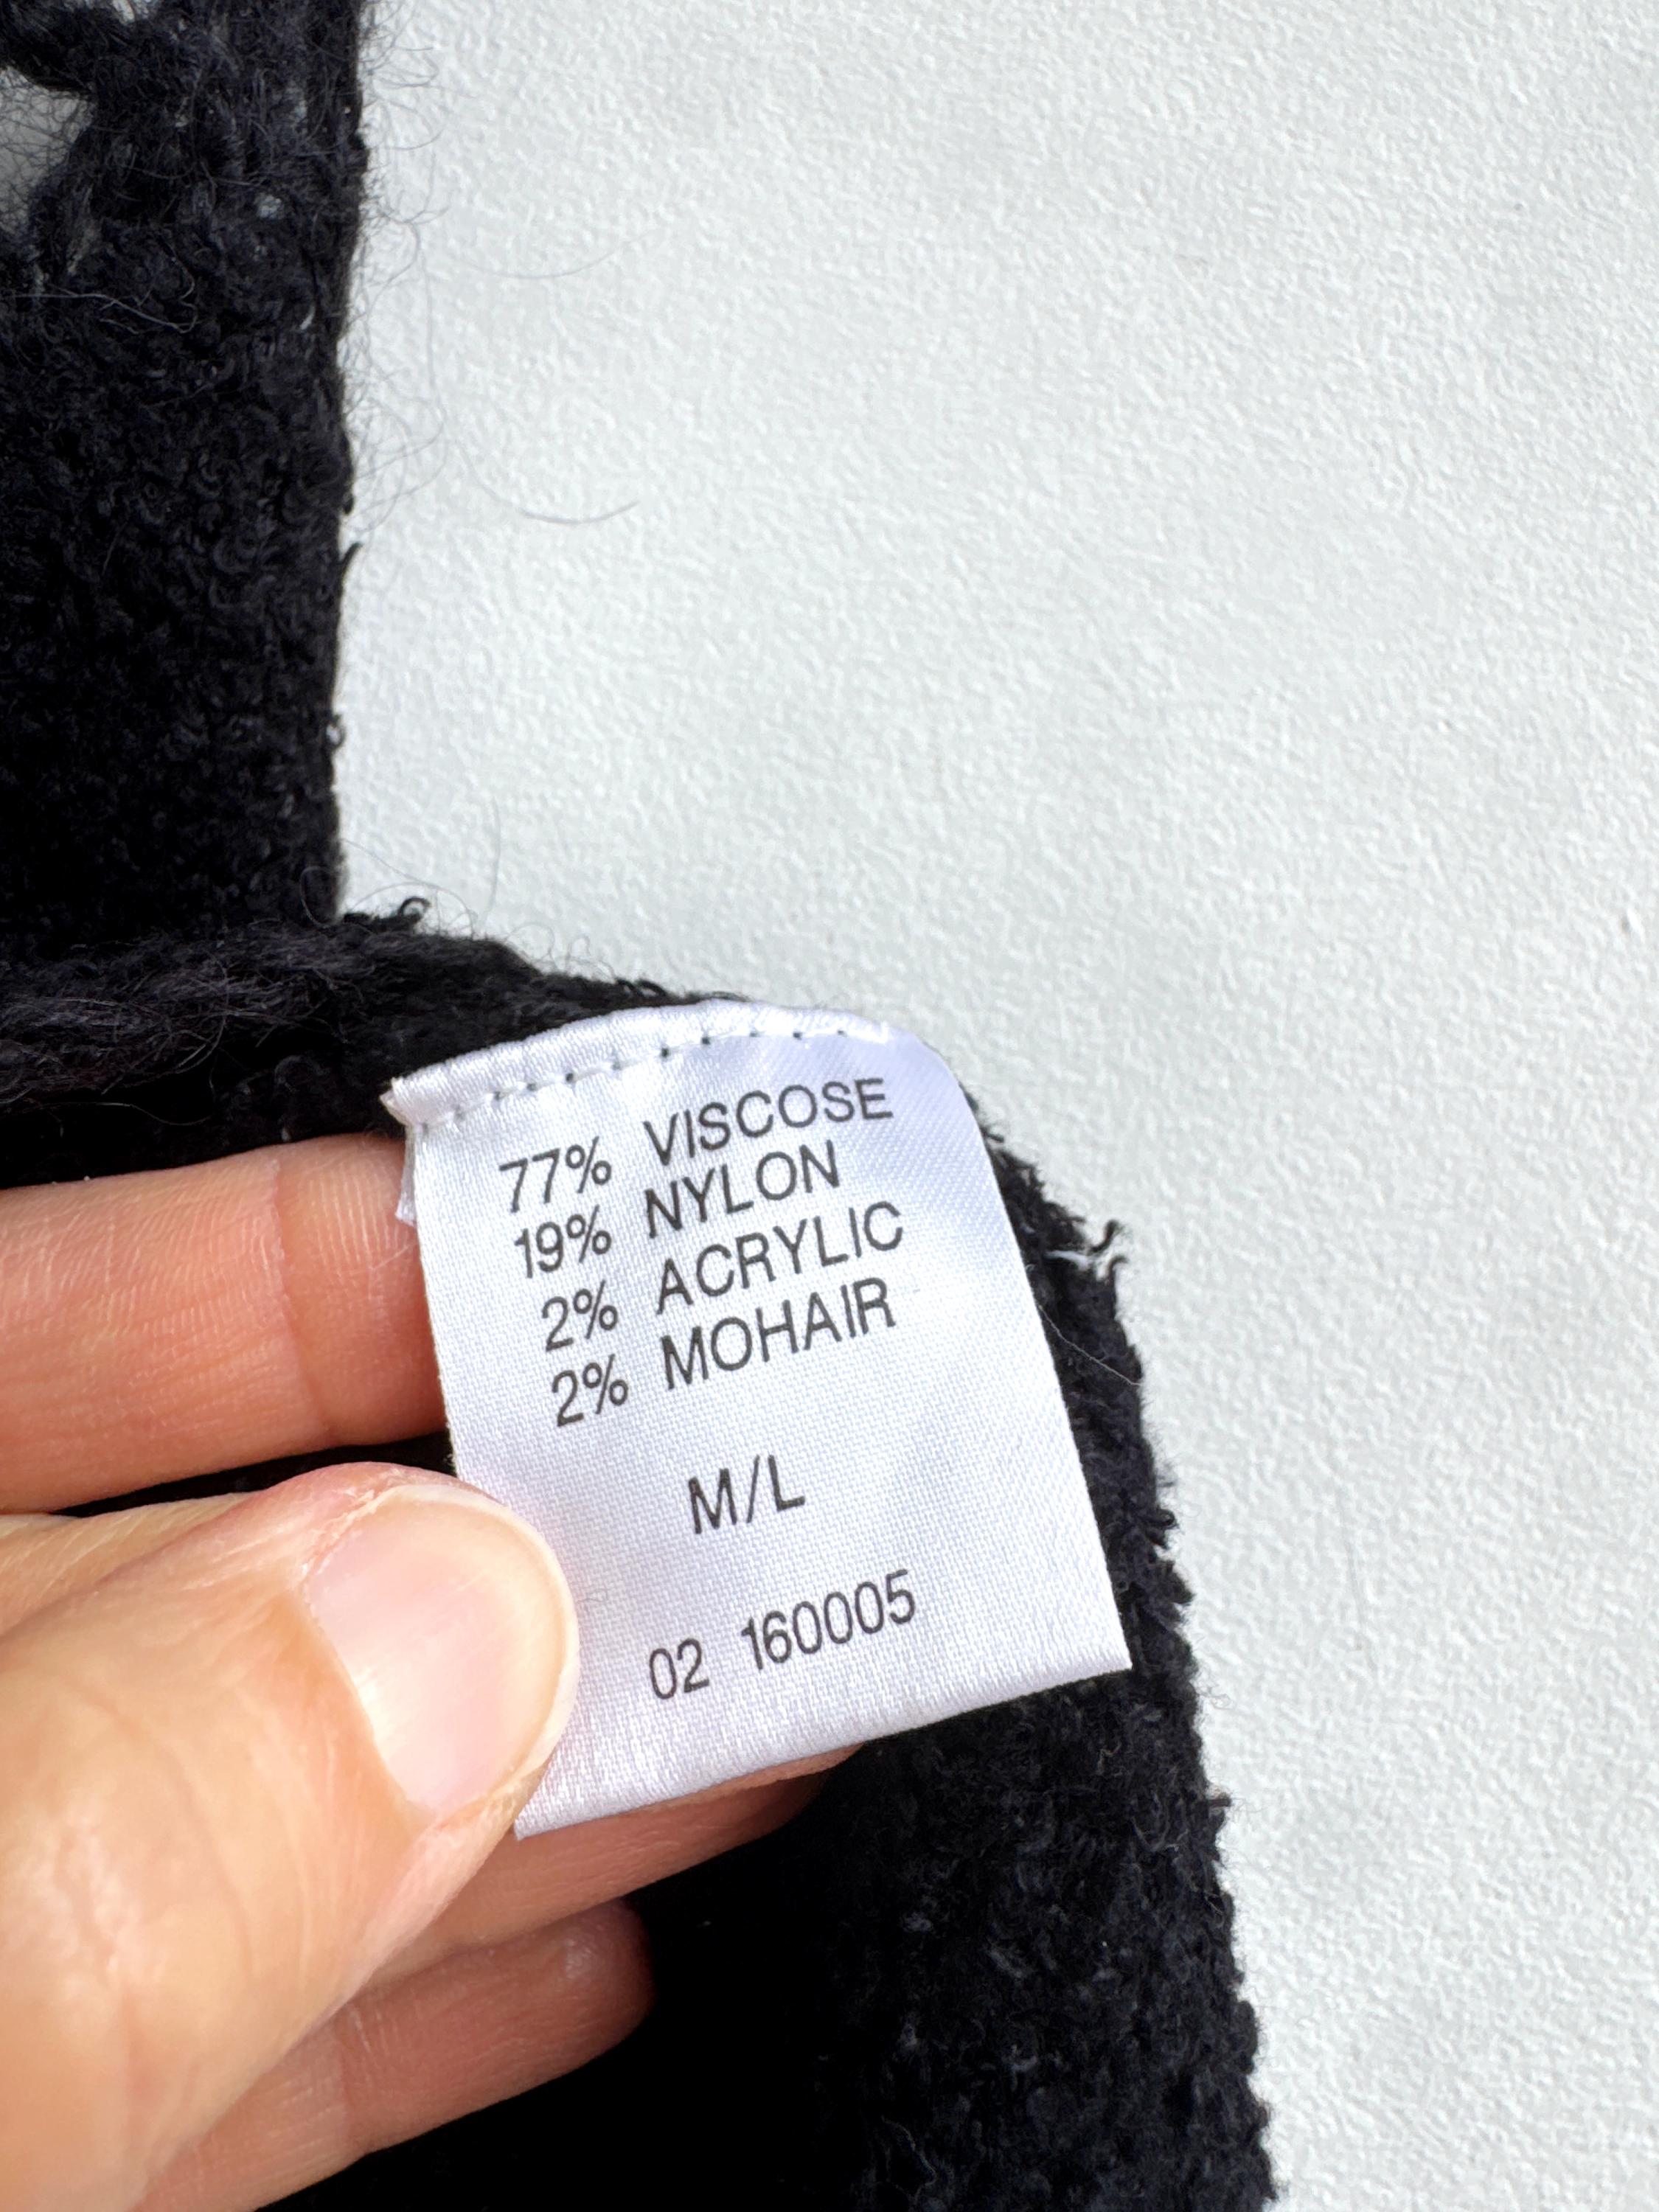 77% VISCOSE
19% NYLON
2% ACRYLIC
2% MOHAIR
M/L
02 160005